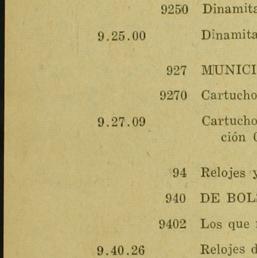 9250 Dinamita
9.25.00 Dinamita
927 MUNICI
9270 Cartucho
9.27.09 Cartucho
ción
94 Relojes y
940 DE BOL
9402 Los que
9.40.26 Relojes d